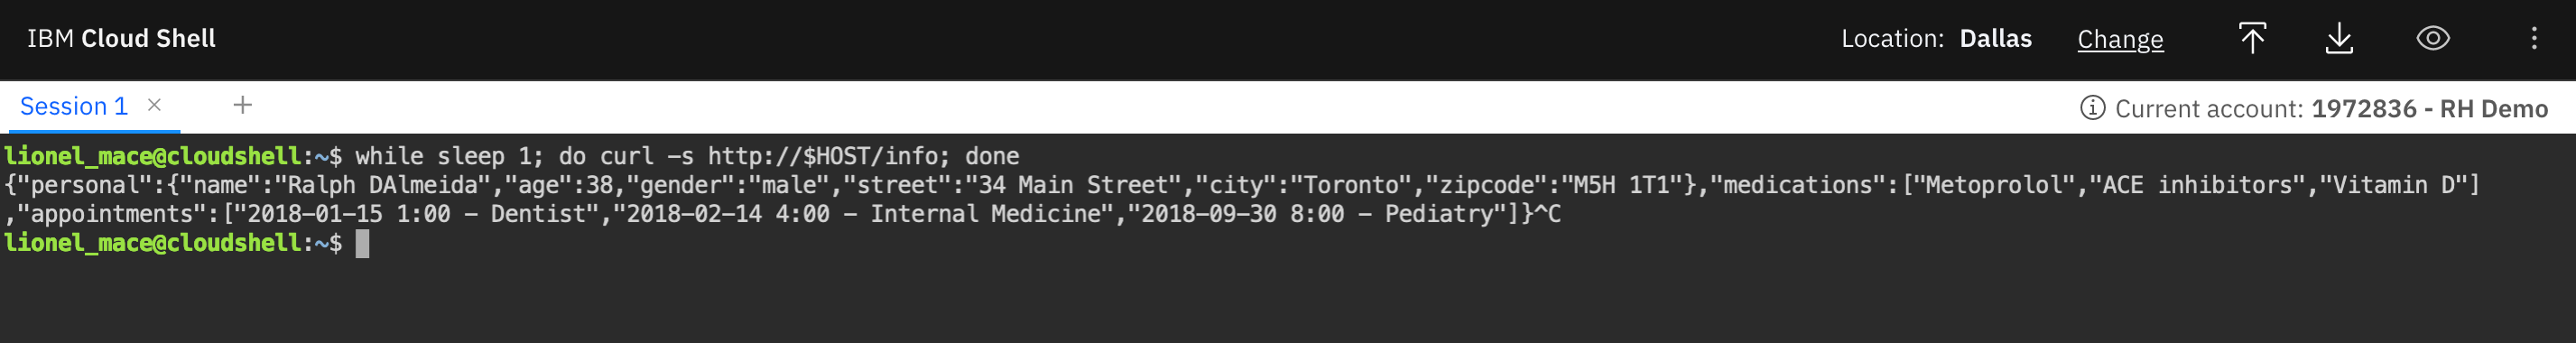 IBM Cloud Shell
Location: Dallas Change
Session 1
Current account: 1972836 - RH Demo
lionel_mace@cloudshell:~$ while sleep 1; do curl -s http://$HOST/info; done
{"personal":{"name":"Ralph DAlmeida","age":38,"gender":"male","street":"34 Main Street","city":"Toronto","zipcode":"M5H 1T1"},"medications":["Metoprolol","ACE inhibitors","Vitamin D"]
,"appointments":["2018-01-15 1:00 - Dentist","2018-02-14 4:00 - Internal Medicine","2018-09-30 8:00 - Pediatry"]}^C
lionel_mace@cloudshell:~$